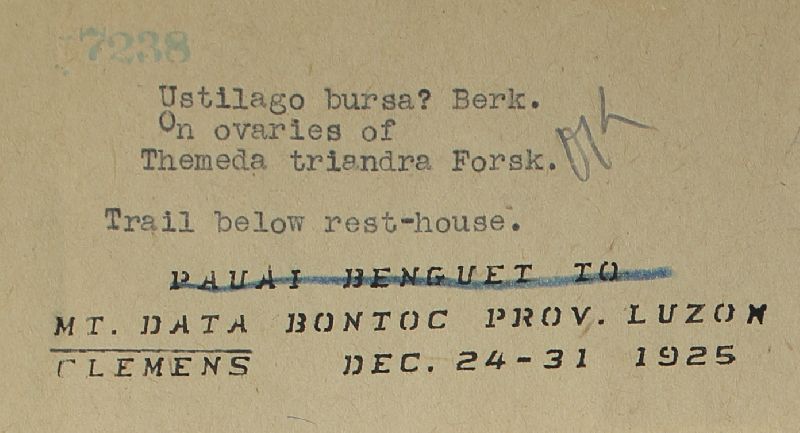 7238
Ustilago bursa? Berk.
On ovaries of
Themeda triandra Forsk.
Trail below rest-house.
PAUAI BENGUET TO
MT. DATA BONTOC PROV. LUZON
CLEMENS DEC. 24-31 1925